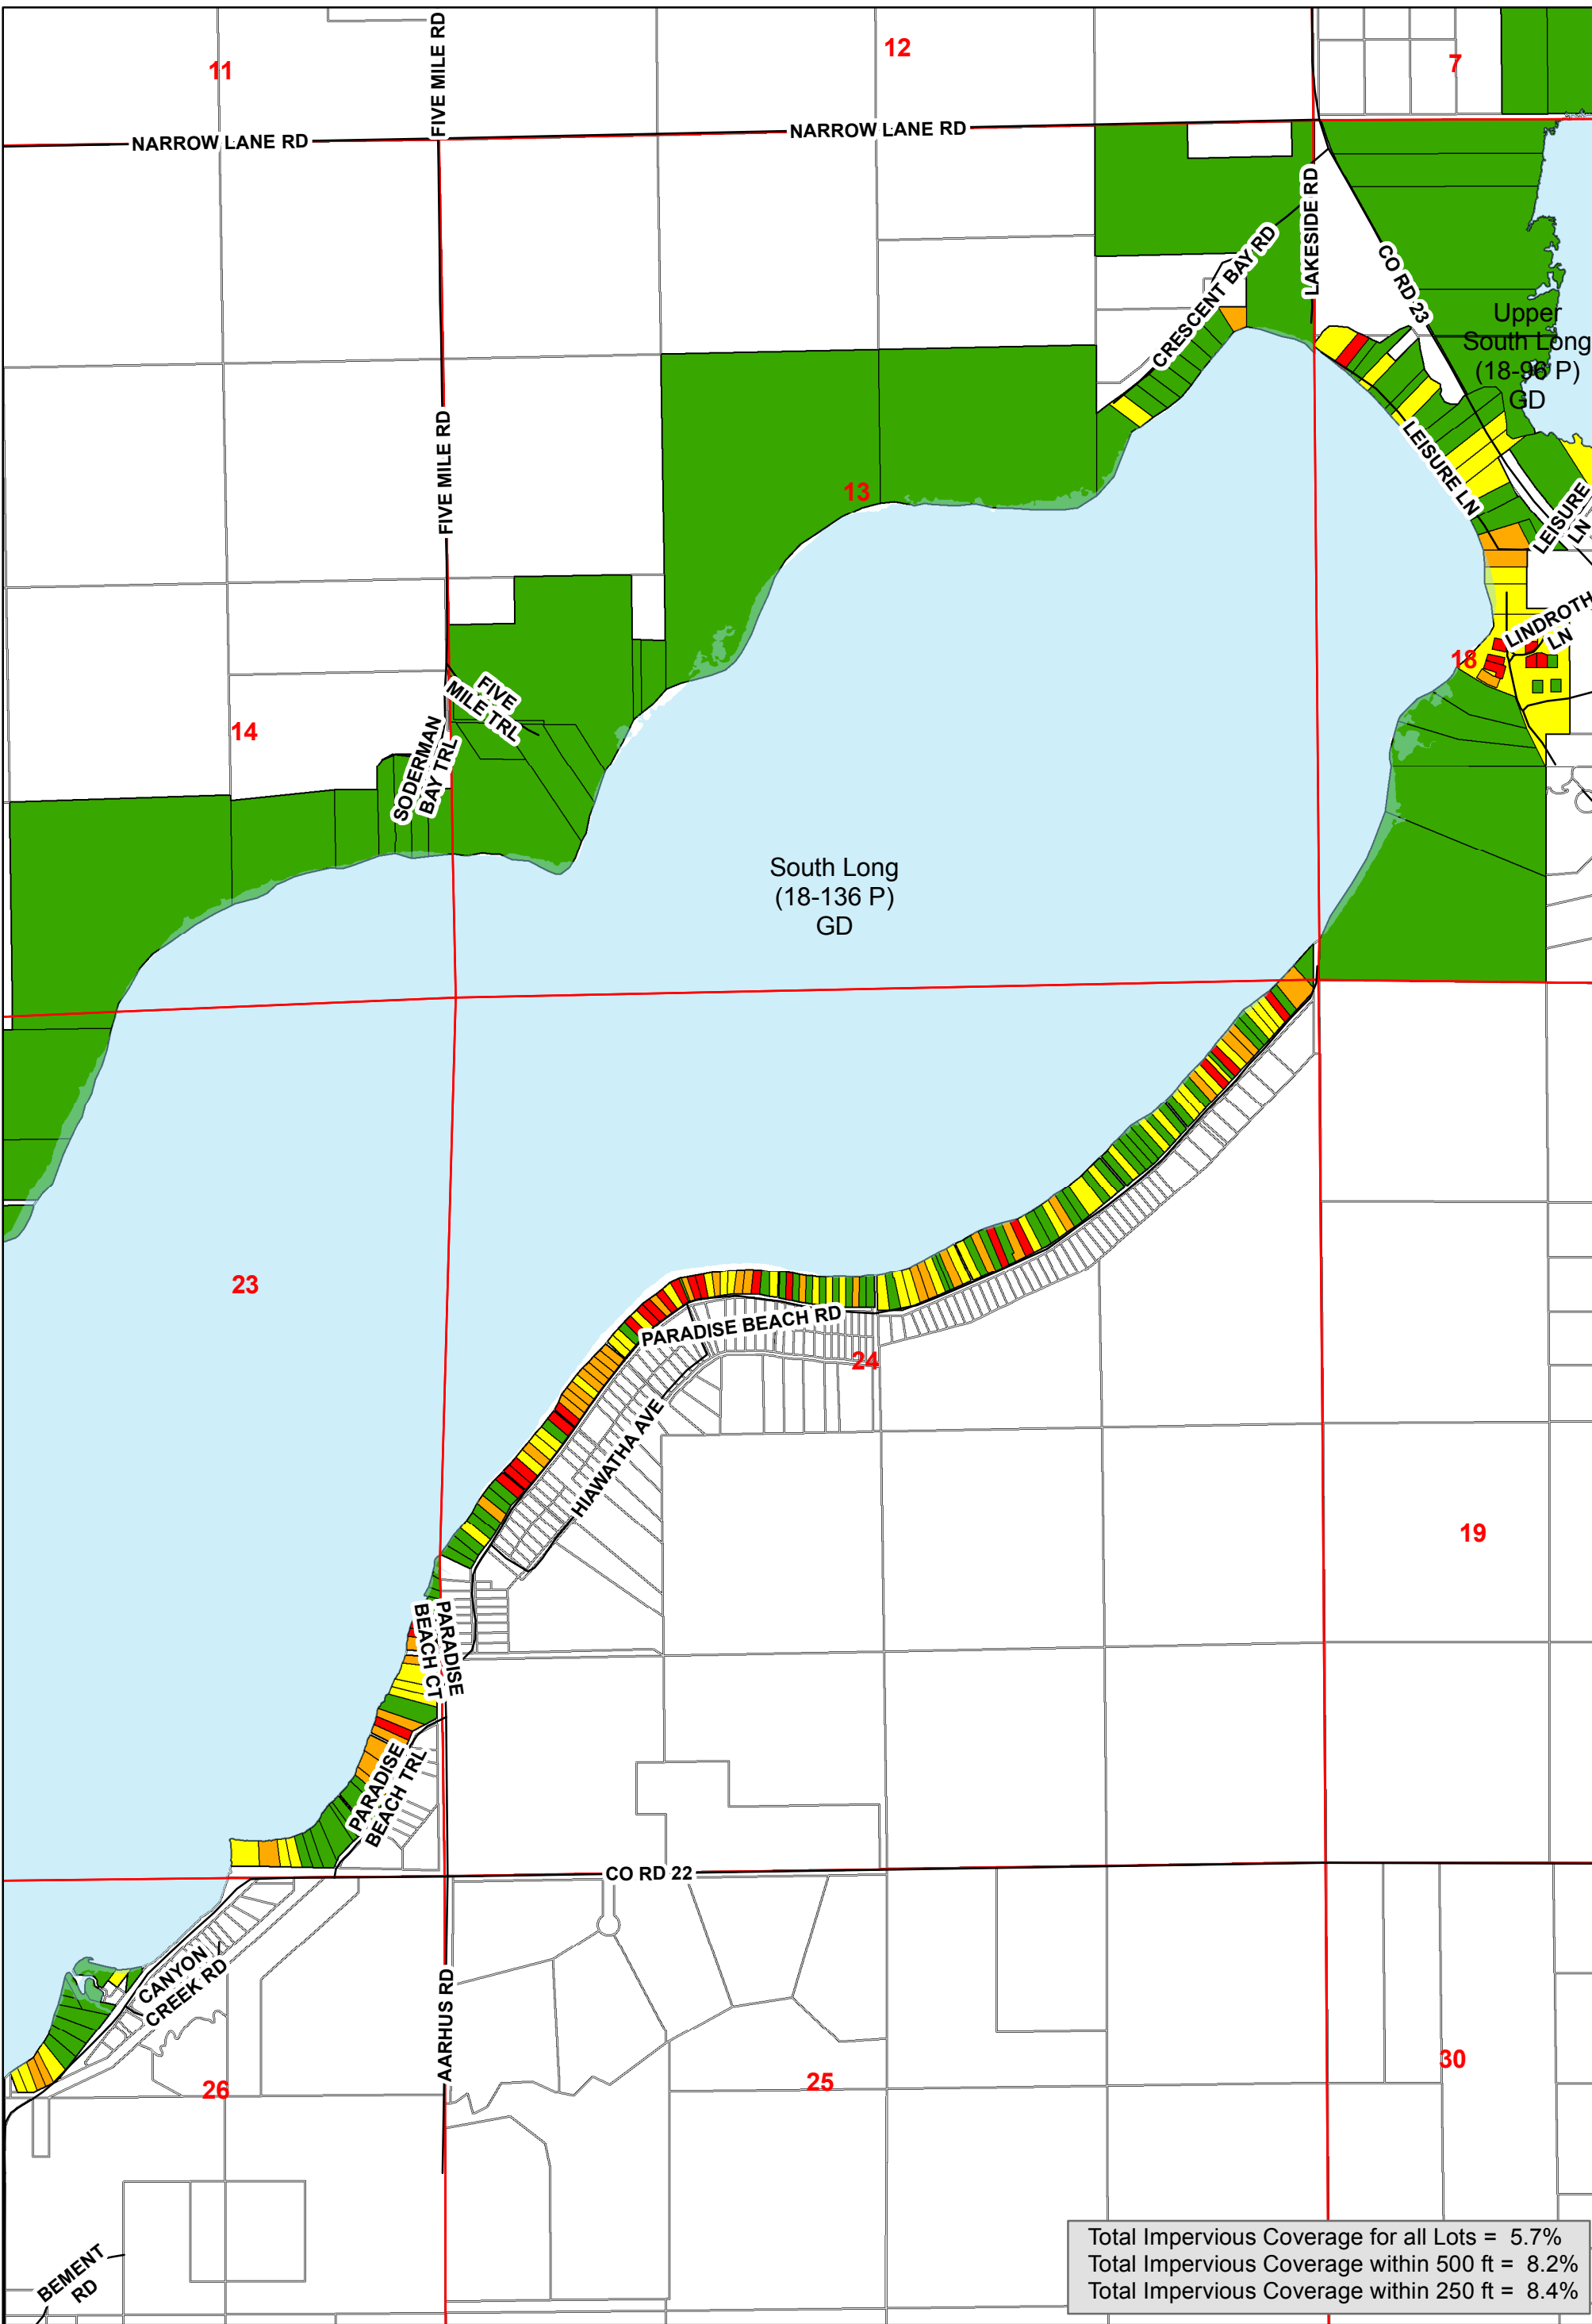 11
12
7
FIVE MILE RD
NARROW LANE RD
NARROW LANE RD
LAKESIDE RD
CRESCENT BAY RD
CO RD 23
Upper
South Long
(18-96 P)
GD
FIVE MILE RD
LEISURE LN
LEISURE
LN
13
LINDROTH
LN
18
FIVE
MILE TRL
14
SODERMAN
BAY TRL
South Long
(18-136 P)
GD
23
PARADISE BEACH RD
24
HIAWATHA AVE
19
PARADISE
BEACH CT
PARADISE
BEACH TRL
CO RD 22
CANYON
CREEK RD
AARHUS RD
26
25
30
BEMENT
RD
Total Impervious Coverage for all Lots = 5.7%
Total Impervious Coverage within 500 ft = 8.2%
Total Impervious Coverage within 250 ft = 8.4%